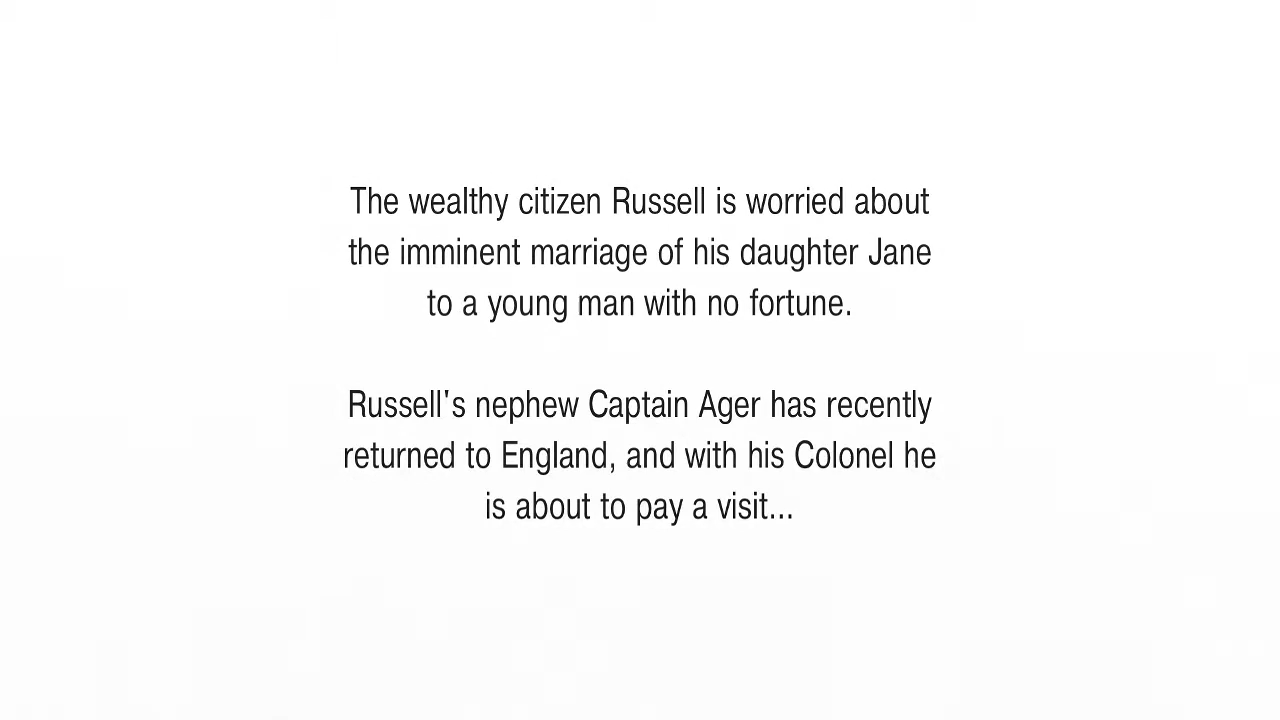 The wealthy citizen Russell is worried about
the imminent marriage of his daughter Jane
to a young man with no fortune.
Russell's nephew Captain Ager has recently
returned to England, and with his Colonel he
is about to pay a visit...